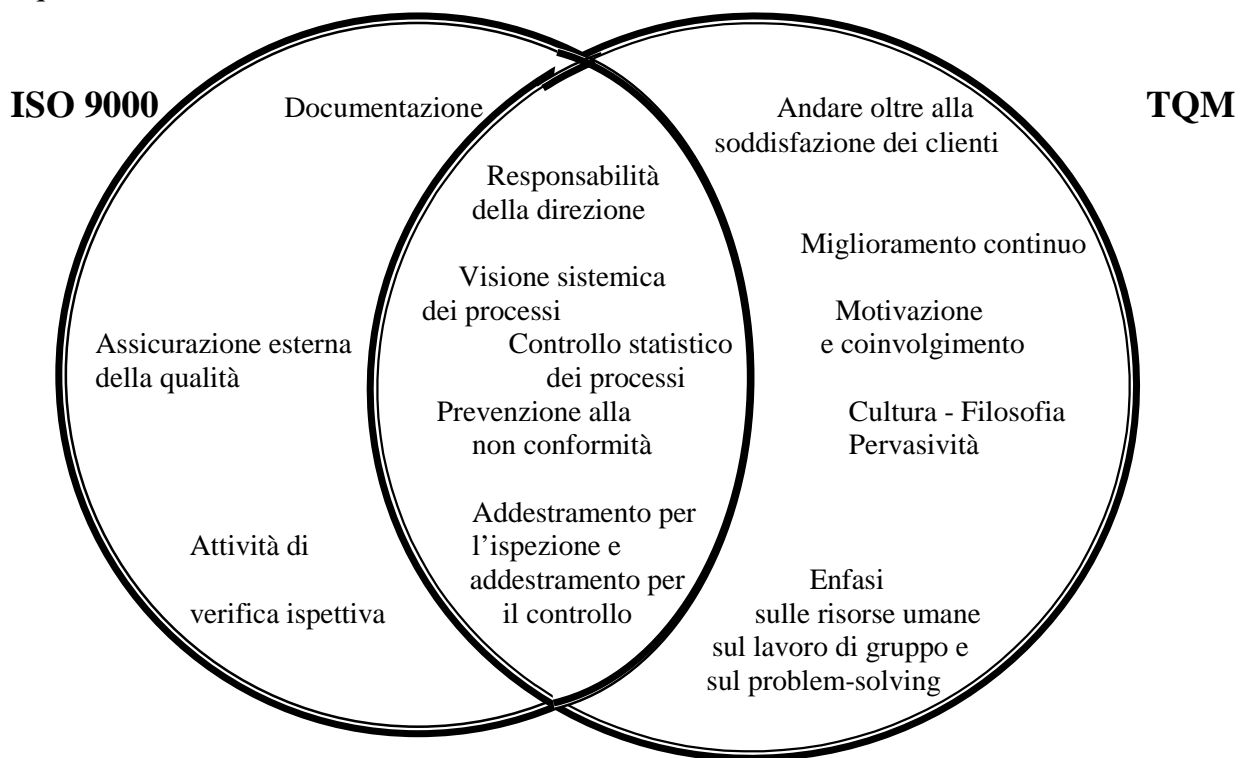 ISO 9000
Documentazione
Assicurazione esterna
della qualità
Attività di
verifica ispettiva
Responsabilità
della direzione
Visione sistemica
dei processi
Controllo statistico
dei processi
Prevenzione alla
non conformità
Addestramento per
l’ispezione e
addestramento per
il controllo
TQM
Andare oltre alla
soddisfazione dei clienti
Miglioramento continuo
Motivazione
e coinvolgimento
Cultura - Filosofia
Pervasività
Enfasi
sulle risorse umane
sul lavoro di gruppo e
sul problem-solving